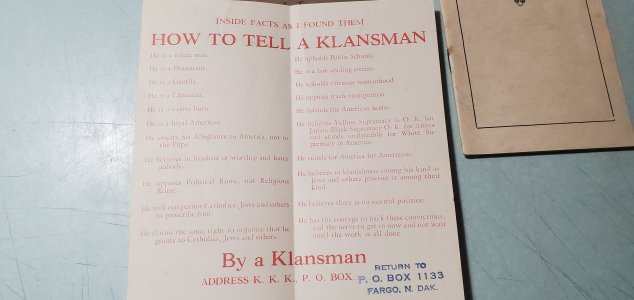 INSIDE FACTS AS I FOUND THEM
HOW TO TELL A KLANSMAN
He is a white man.
He is a Protestant.
He is a Gentile.
He is a Christian.
He is a native born.
He is a loyal American.
He swears his Allegiance to America, not to
the Pope.
He believes in freedom of worship and hates
nobody.
He opposes Political Rome, not Religious
Rome.
He will not permit Catholics, Jews and others
to proscribe him.
He claims the same right to organize that he
grants to Catholics, Jews and others.
He upholds Public Schools.
He is a law abiding citizen.
He upholds virtuous womanhood.
He opposes trash immigration.
He defends the American home.
He believes Yellow Supremacy is O. K. for
Japan, Black Supremacy O. K. for Africa
and stands unalterably for White Su-
premacy in America.
He stands for America for Americans.
He believes in klannishness among his kind as
Jews and others practice it among their
kind.
He believes there is no neutral position.
He has the courage to back these convictions,
and the nerve to get in now and not wait
until the work is all done.
By a Klansman
ADDRESS K. K. K., P. O. BOX
RETURN TO
P. O. BOX 1133
FARGO, N. DAK.